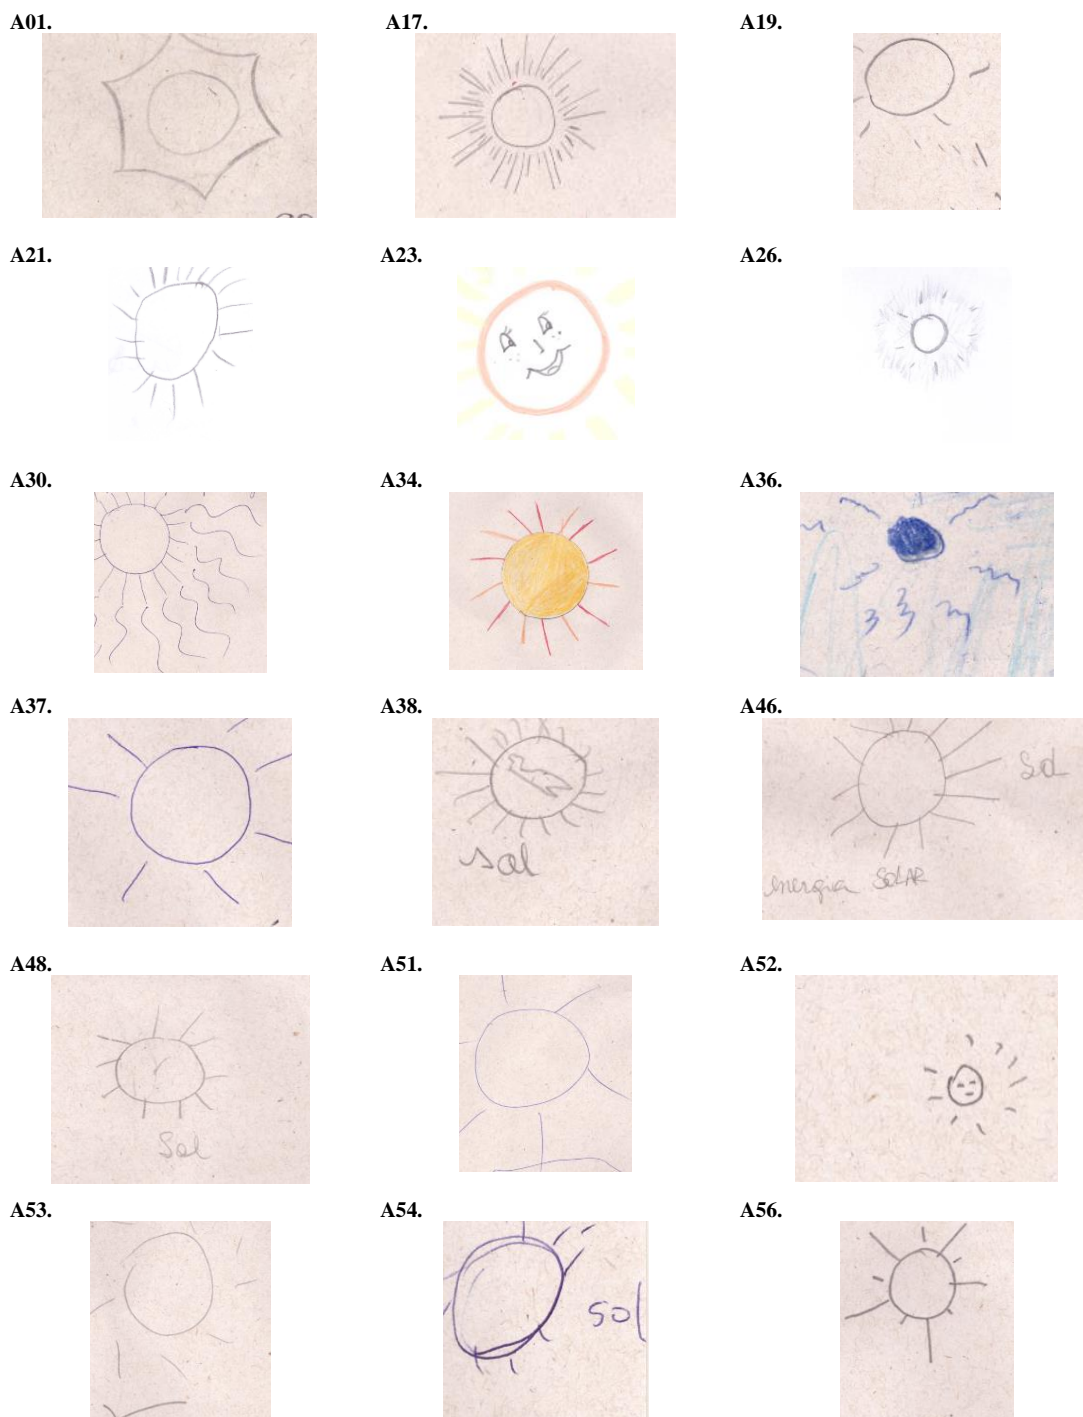 A01. A17. A19.
A21. A23. A26.
A30. A34. A36.
A37. A38. A46.
Sol
sol
energia SOLAR
A48. A51. A52.
Sol
A53. A54. A56.
sol